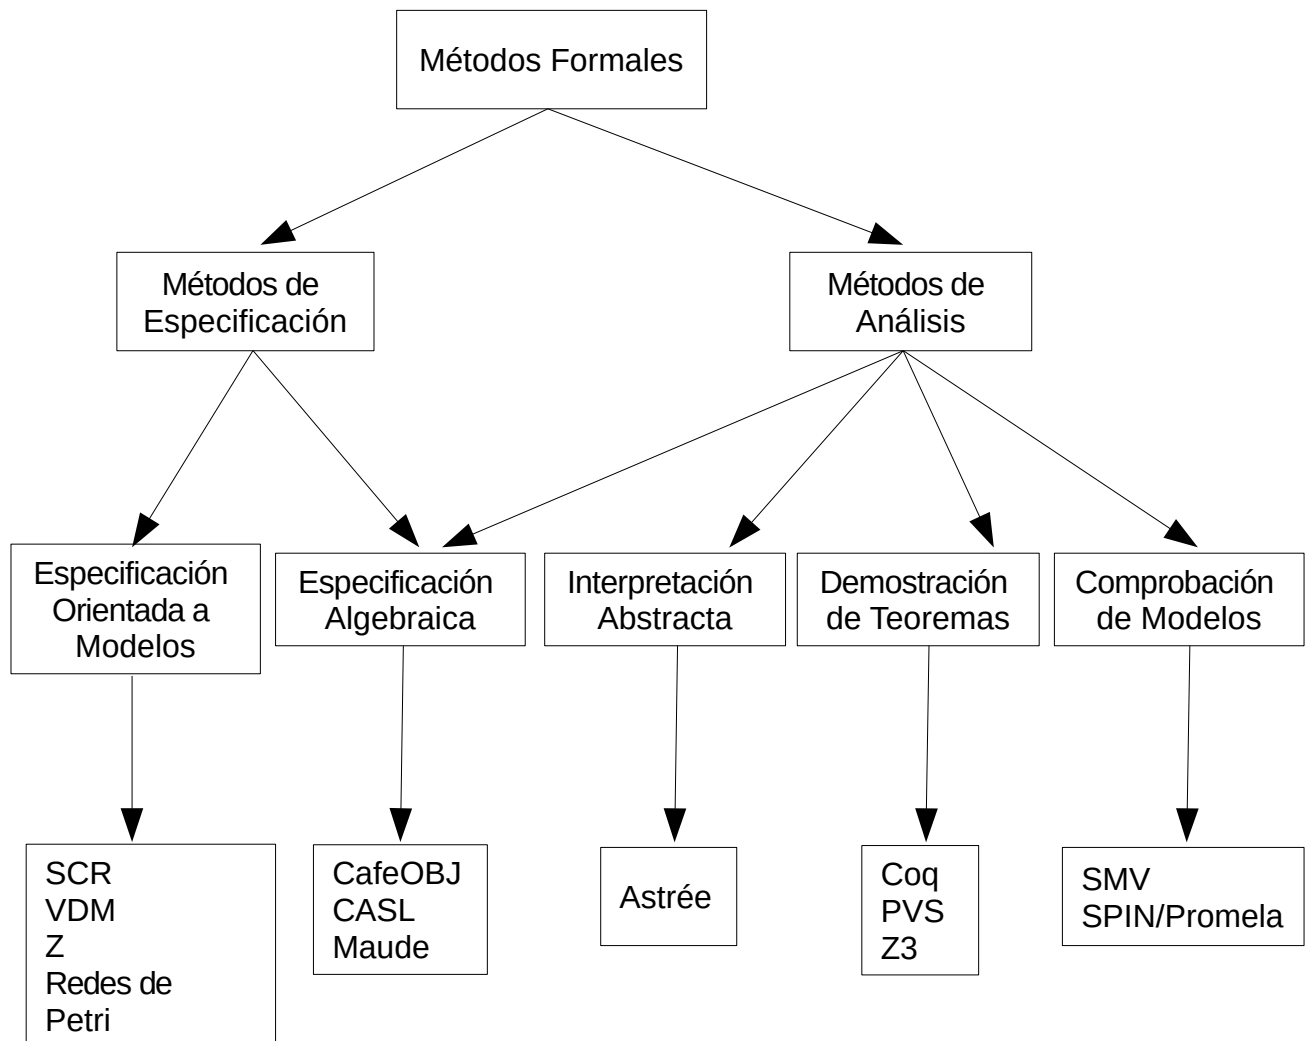 Métodos Formales
Métodos de
Especificación
Métodos de
Análisis
Especificación
Orientada a
Modelos
Especificación
Algebraica
Interpretación
Abstracta
Demostración
de Teoremas
Comprobación
de Modelos
SCR
VDM
Z
Redes de
Petri
CafeOBJ
CASL
Maude
Astrée
Coq
PVS
Z3
SMV
SPIN/Promela